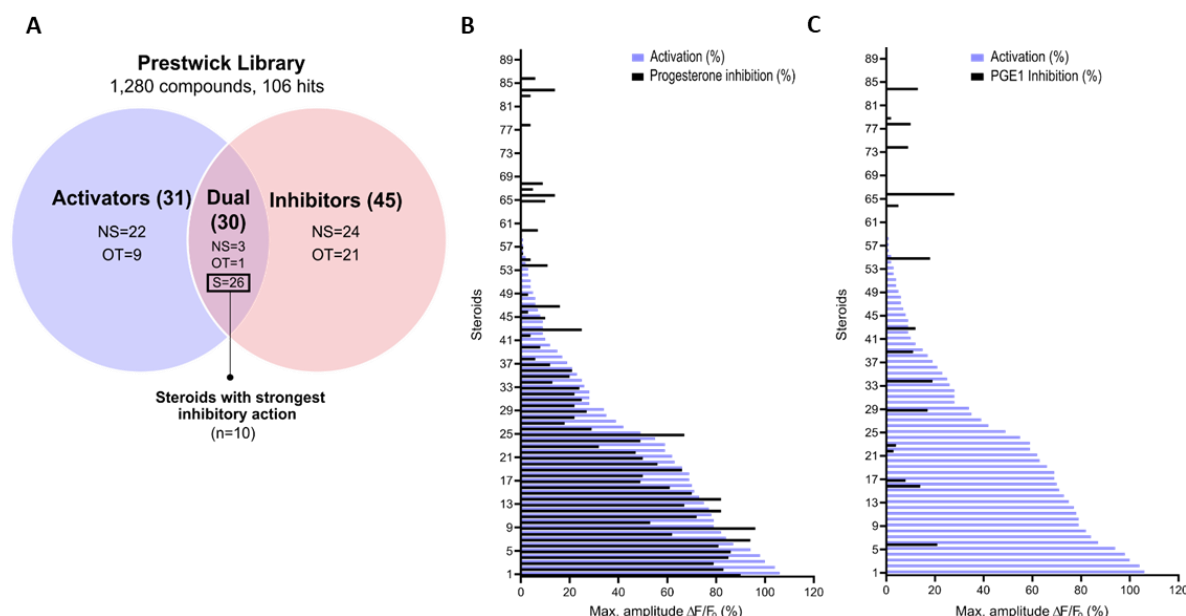 A
Prestwick Library
1,280 compounds, 106 hits
Activators (31)
NS=22
OT=9
Dual
(30)
NS=3
OT=1
S=26
Inhibitors (45)
NS=24
OT=21
Steroids with strongest
inhibitory action
(n=10)
B
Activation (%)
Progesterone inhibition (%)
Steroids
89
85
81
77
73
69
65
61
57
53
49
45
41
37
33
29
25
21
17
13
9
5
1
0
20
40
60
80
100
120
Max. amplitude ΔF/F₀ (%)
C
Activation (%)
PGE1 Inhibition (%)
Steroids
89
85
81
77
73
69
65
61
57
53
49
45
41
37
33
29
25
21
17
13
9
5
1
0
20
40
60
80
100
120
Max. amplitude ΔF/F₀ (%)